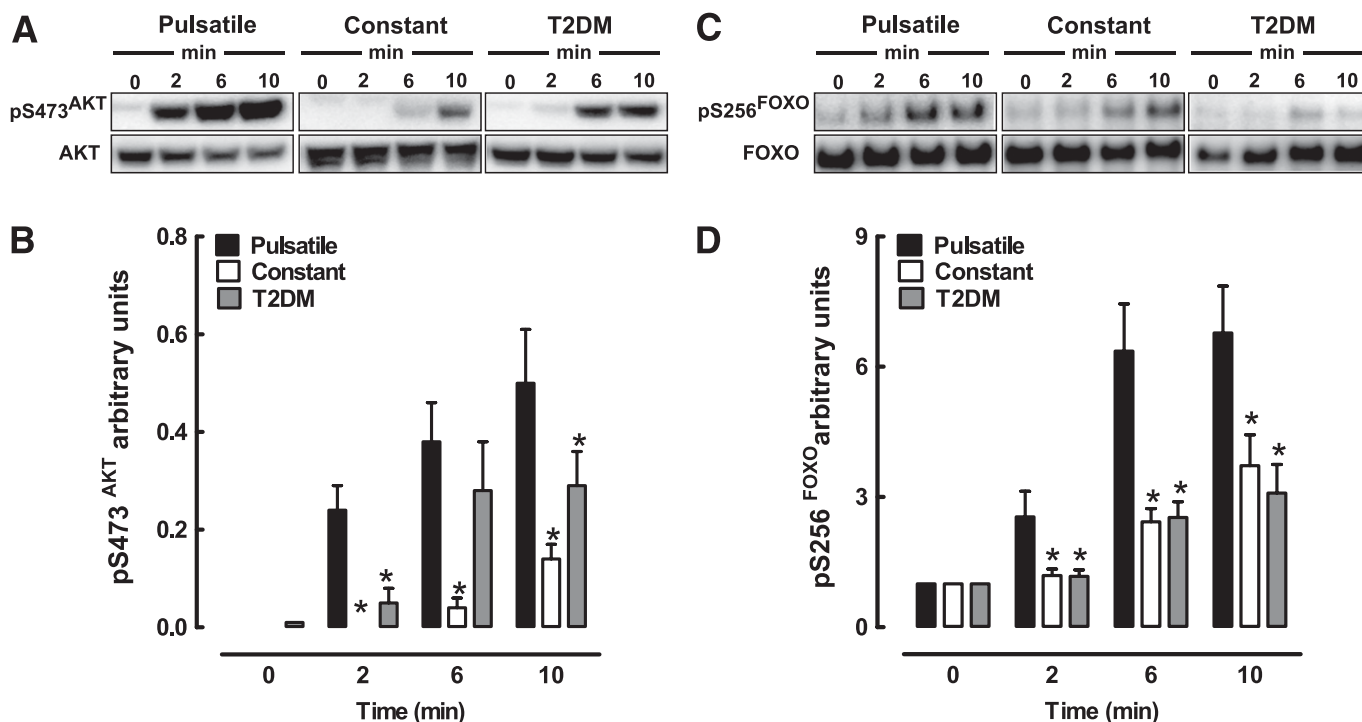 A
Pulsatile Constant T2DM
min min min
0 2 6 10 0 2 6 10 0 2 6 10
pS473AKT
AKT
B
0.8
0.6
0.4
0.2
0.0
pS473 AKT arbitrary units
Pulsatile
Constant
T2DM
* * * * *
0 2 6 10
Time (min)
C
Pulsatile Constant T2DM
min min min
0 2 6 10 0 2 6 10 0 2 6 10
pS256FOXO
FOXO
D
9
6
3
0
pS256 FOXO arbitrary units
Pulsatile
Constant
T2DM
* * * * * *
0 2 6 10
Time (min)